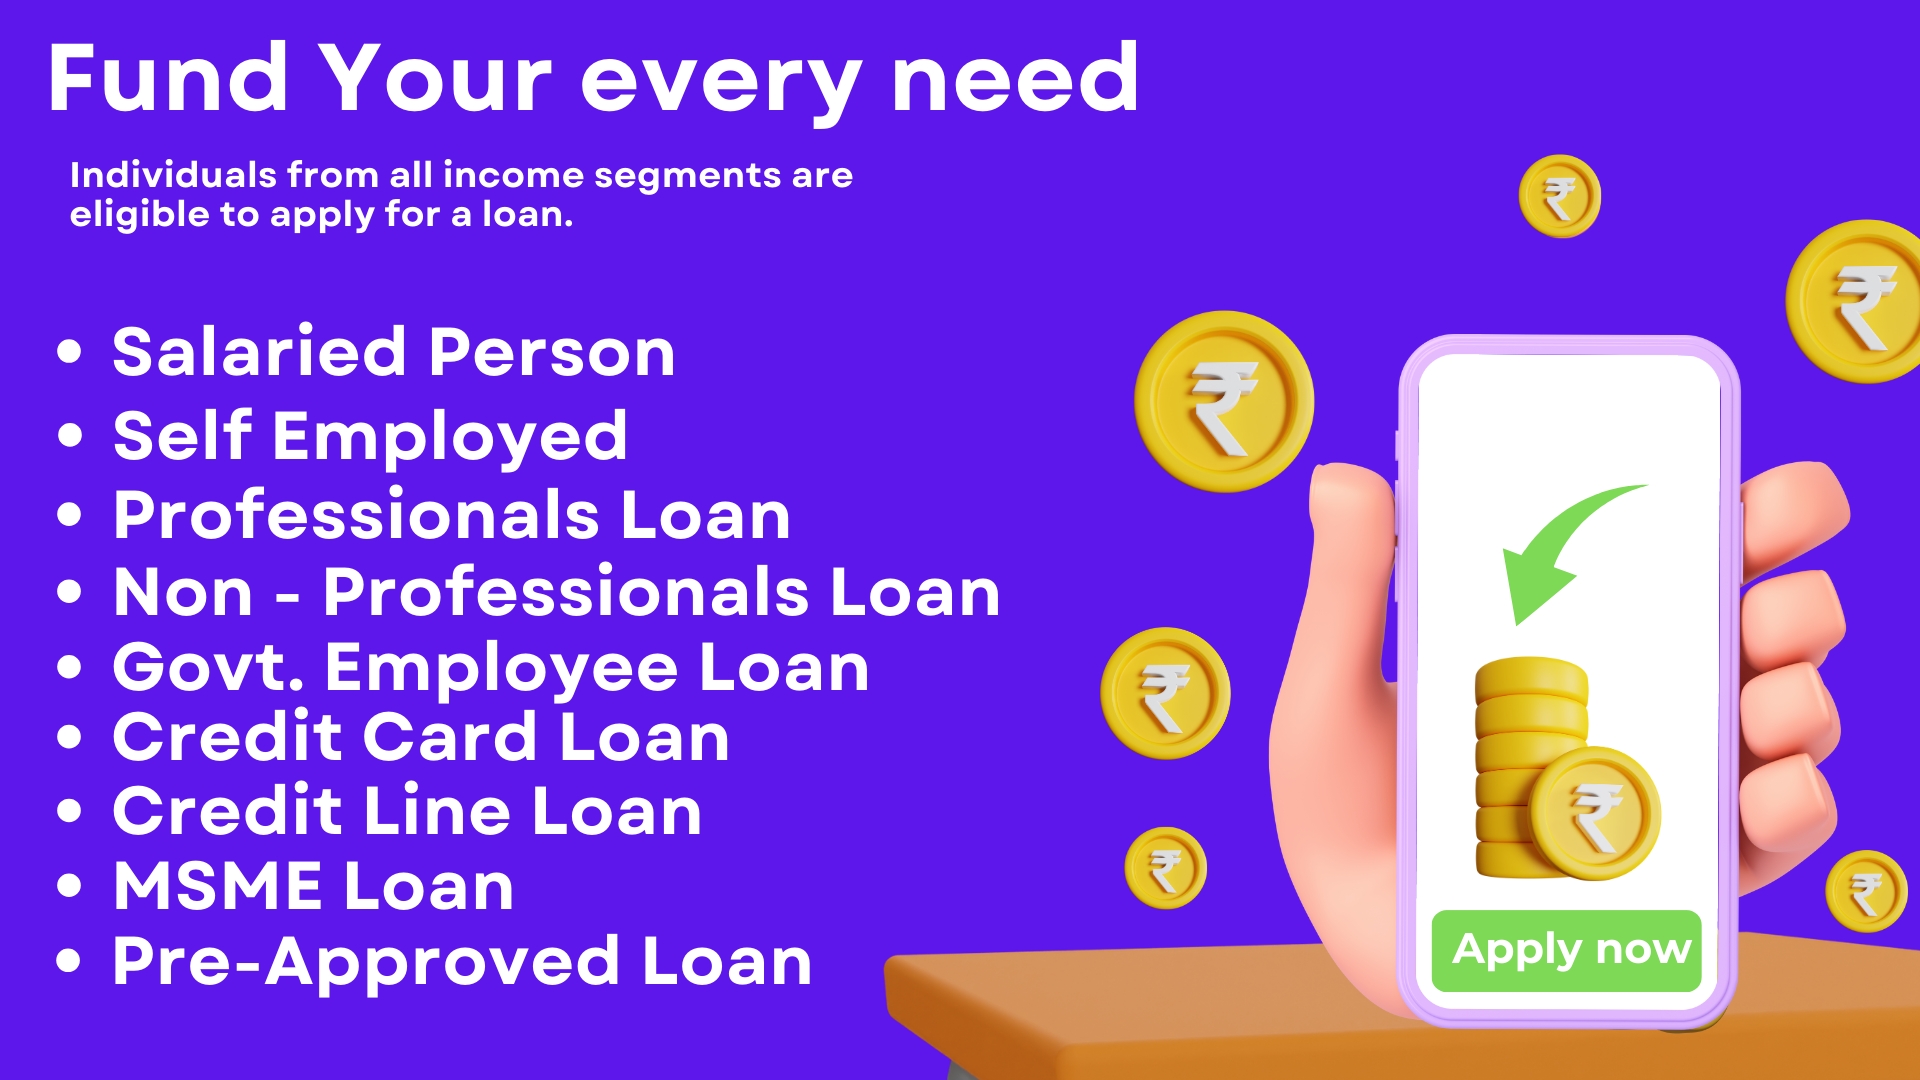 Fund Your every need
Individuals from all income segments are
eligible to apply for a loan.
• Salaried Person
• Self Employed
• Professionals Loan
• Non - Professionals Loan
• Govt. Employee Loan
• Credit Card Loan
• Credit Line Loan
• MSME Loan
• Pre-Approved Loan
₹
₹
₹
₹
₹
₹
₹
Apply now